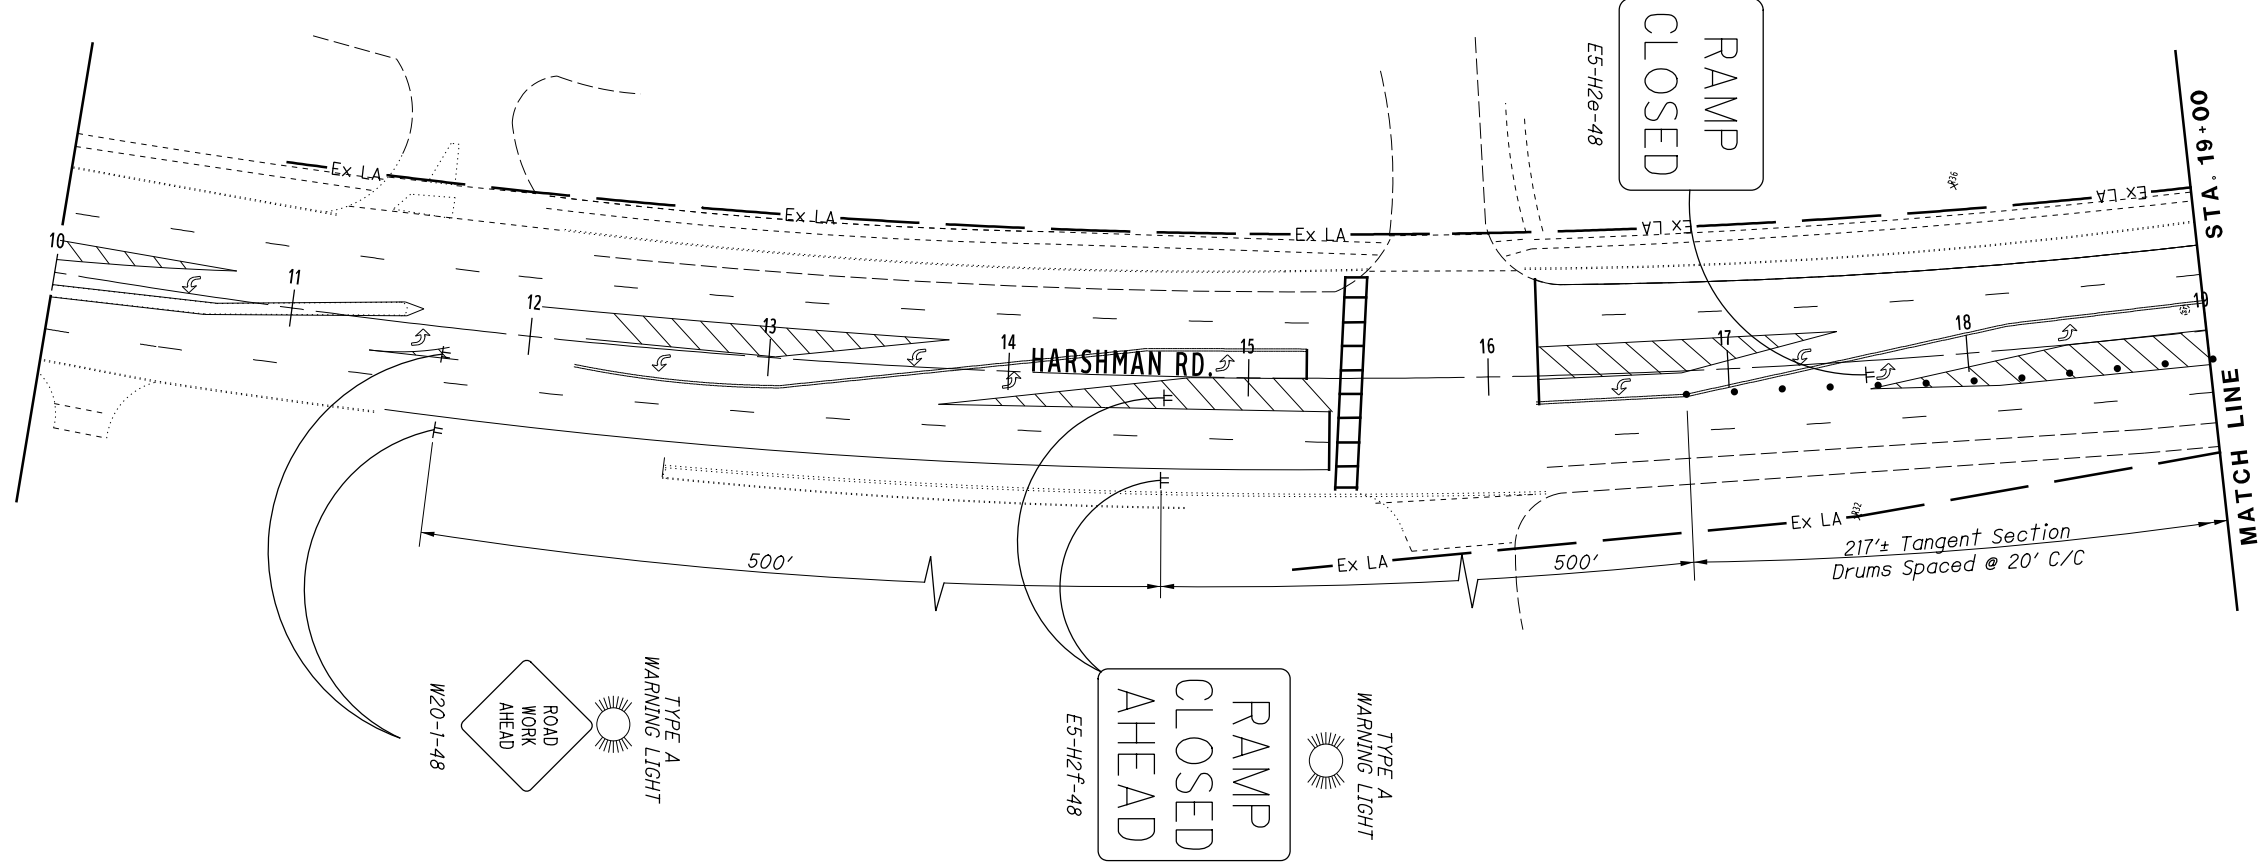 RAMP
CLOSED
E5-H2e-48
STA. 19+00
MATCH LINE
Ex LA
Ex LA
Ex LA
Ex LA
Ex LA
Ex LA
Ex LA
R36
R32
10
11
12
13
14
15
16
17
18
19
HARSHMAN RD.
500'
500'
217'± Tangent Section
Drums Spaced @ 20' C/C
TYPE A
WARNING LIGHT
ROAD
WORK
AHEAD
W20-1-48
TYPE A
WARNING LIGHT
RAMP
CLOSED
AHEAD
E5-H2f-48